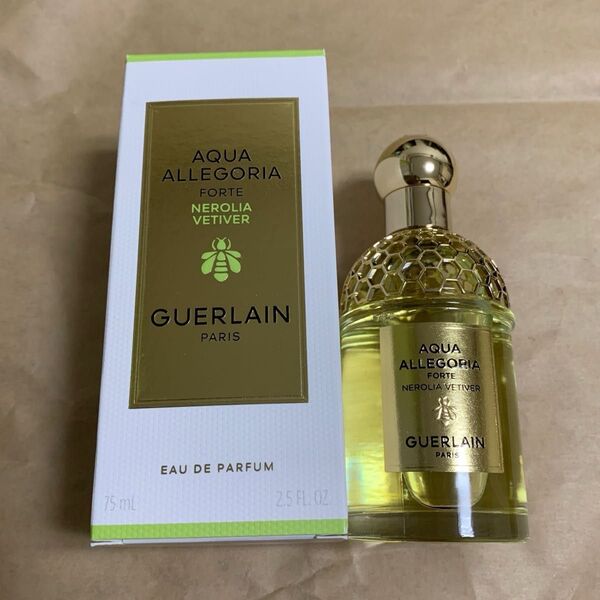 AQUA
ALLEGORIA
FORTE
NEROLIA
VETIVER
GUERLAIN
PARIS
EAU DE PARFUM
75 mL 2.5 FL. OZ.
AQUA
ALLEGORIA
FORTE
NEROLIA VETIVER
GUERLAIN
PARIS